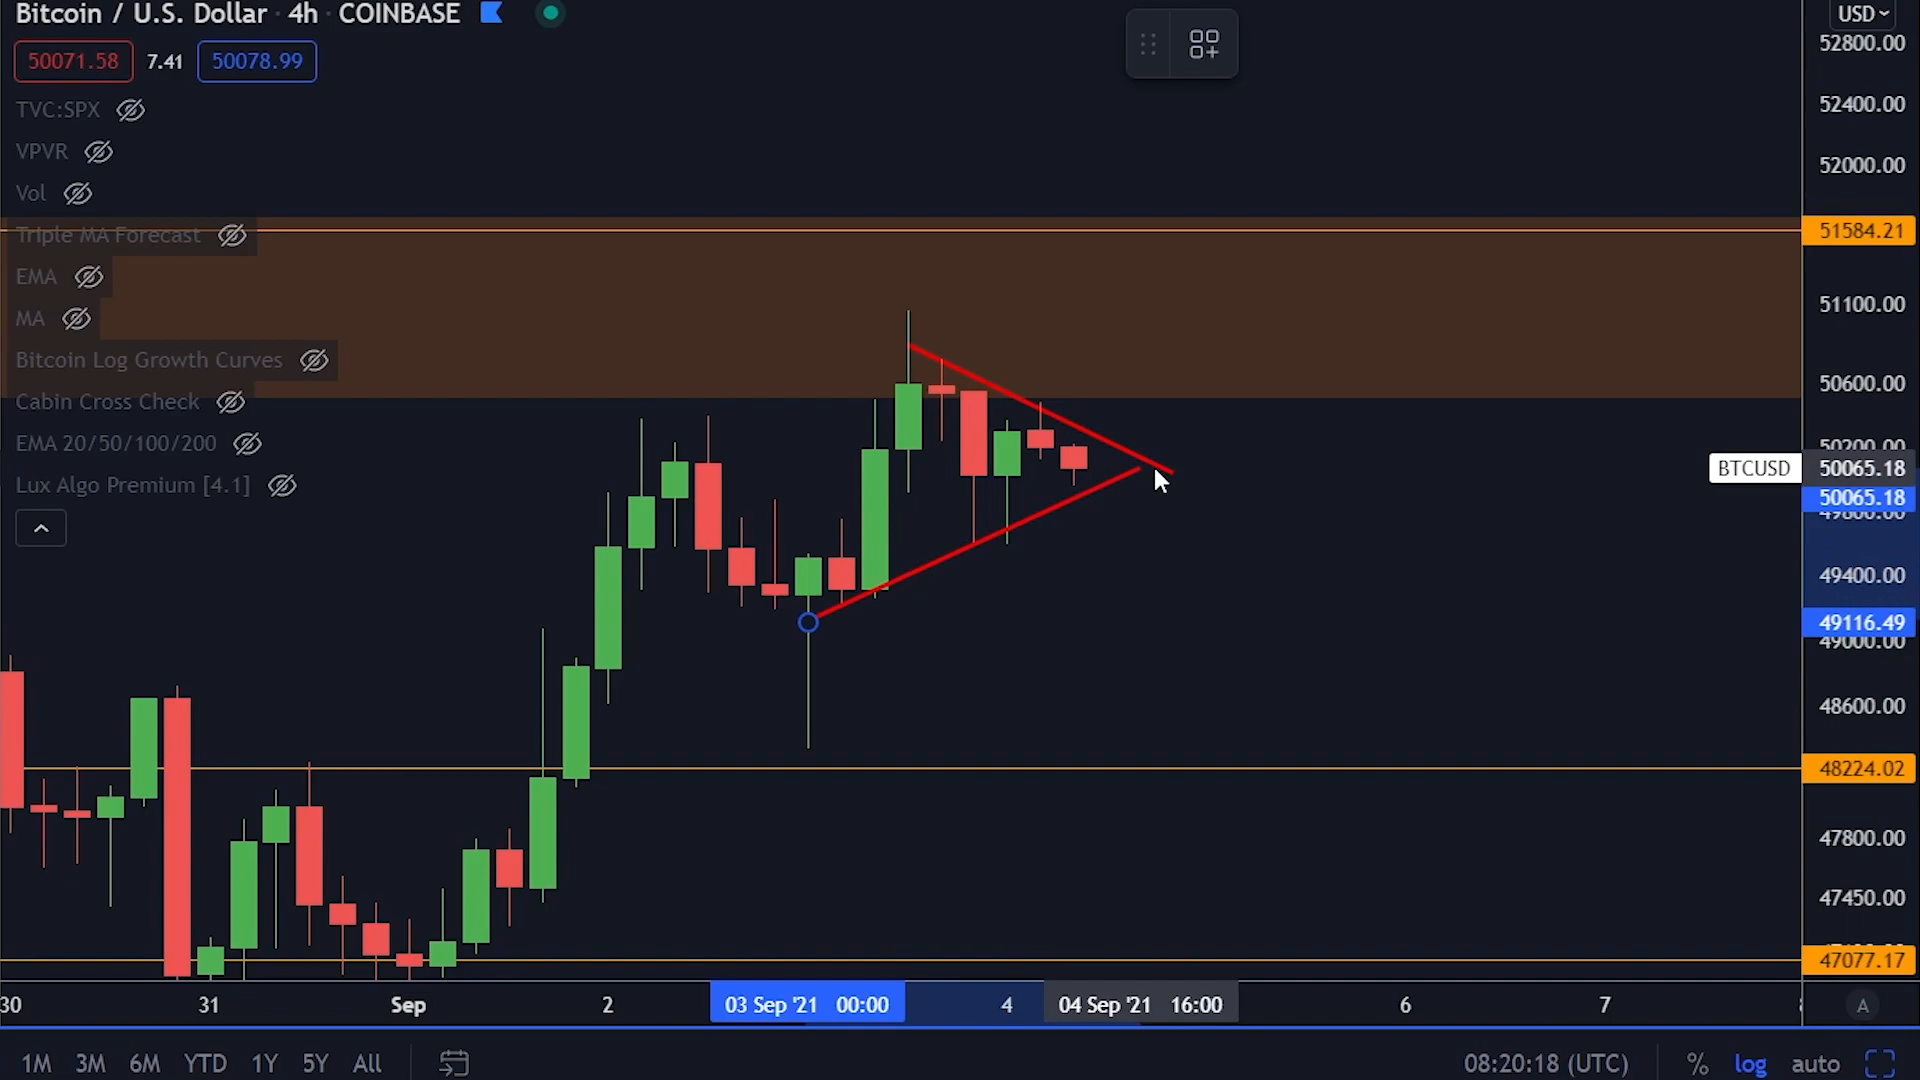 Bitcoin / U.S. Dollar · 4h · COINBASE
USD
50071.58 7.41 50078.99
TVC:SPX
VPVR
Vol
Triple MA Forecast
EMA
MA
Bitcoin Log Growth Curves
Cabin Cross Check
EMA 20/50/100/200
Lux Algo Premium [4.1]
52800.00
52400.00
52000.00
51584.21
51100.00
50600.00
50200.00
BTCUSD 50065.18
50065.18
49400.00
49116.49
49000.00
48600.00
48224.02
47800.00
47450.00
47077.17
30 31 Sep 2 03 Sep '21 00:00 4 04 Sep '21 16:00 6 7 A
1M 3M 6M YTD 1Y 5Y All 08:20:18 (UTC) % log auto